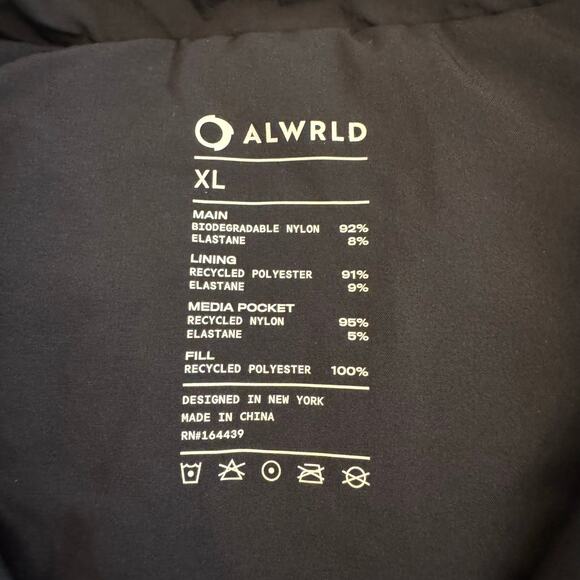 ALWRLD
XL
MAIN
BIODEGRADABLE NYLON 92%
ELASTANE 8%
LINING
RECYCLED POLYESTER 91%
ELASTANE 9%
MEDIA POCKET
RECYCLED NYLON 95%
ELASTANE 5%
FILL
RECYCLED POLYESTER 100%
DESIGNED IN NEW YORK
MADE IN CHINA
RN#164439